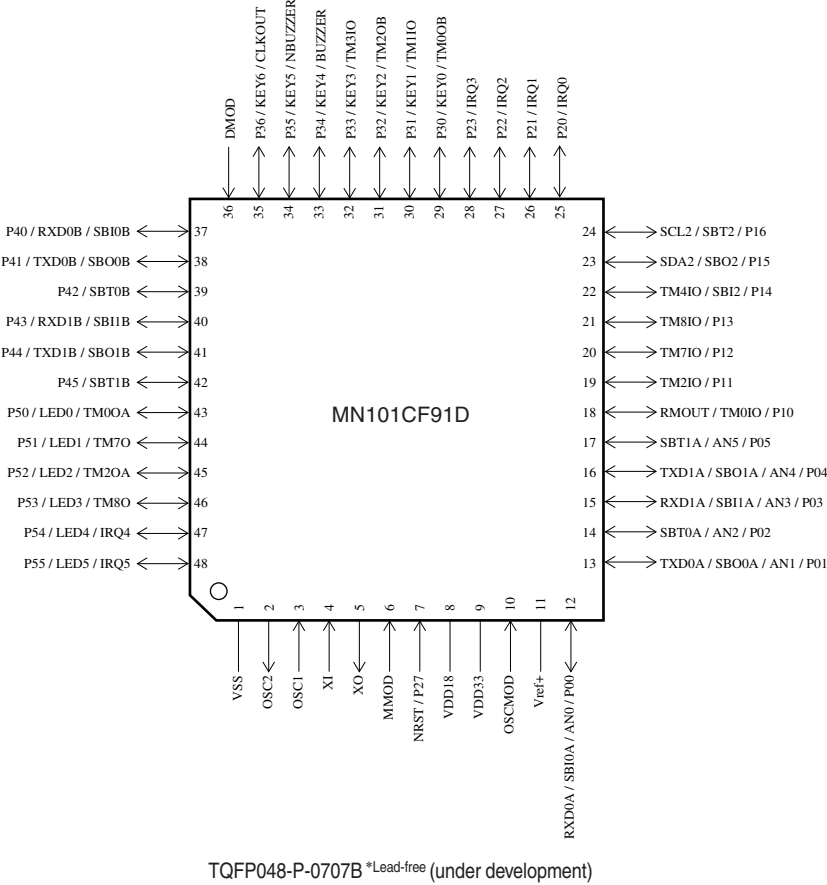 DMOD
P36 / KEY6 / CLKOUT
P35 / KEY5 / NBUZZER
P34 / KEY4 / BUZZER
P33 / KEY3 / TM3IO
P32 / KEY2 / TM2OB
P31 / KEY1 / TM1IO
P30 / KEY0 / TM0OB
P23 / IRQ3
P22 / IRQ2
P21 / IRQ1
P20 / IRQ0
36 35 34 33 32 31 30 29 28 27 26 25
P40 / RXD0B / SBI0B 37 24 SCL2 / SBT2 / P16
P41 / TXD0B / SBO0B 38 23 SDA2 / SBO2 / P15
P42 / SBT0B 39 22 TM4IO / SBI2 / P14
P43 / RXD1B / SBI1B 40 21 TM8IO / P13
P44 / TXD1B / SBO1B 41 20 TM7IO / P12
P45 / SBT1B 42 19 TM2IO / P11
P50 / LED0 / TM0OA 43 MN101CF91D 18 RMOUT / TM0IO / P10
P51 / LED1 / TM7O 44 17 SBT1A / AN5 / P05
P52 / LED2 / TM2OA 45 16 TXD1A / SBO1A / AN4 / P04
P53 / LED3 / TM8O 46 15 RXD1A / SBI1A / AN3 / P03
P54 / LED4 / IRQ4 47 14 SBT0A / AN2 / P02
P55 / LED5 / IRQ5 48 13 TXD0A / SBO0A / AN1 / P01
1 2 3 4 5 6 7 8 9 10 11 12
VSS
OSC2
OSC1
XI
XO
MMOD
NRST / P27
VDD18
VDD33
OSCMOD
Vref+
RXD0A / SBI0A / AN0 / P00
TQFP048-P-0707B *Lead-free (under development)